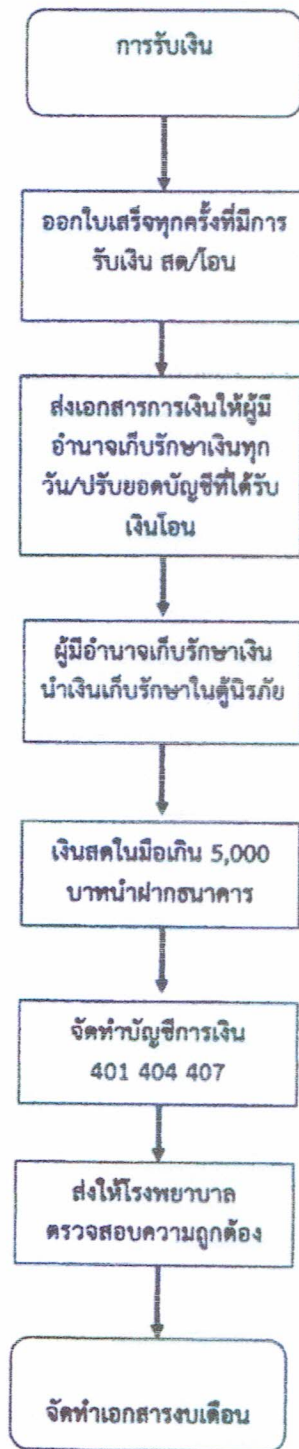 การรับเงิน
ออกใบเสร็จทุกครั้งที่มีการ
รับเงิน สด/โอน
ส่งเอกสารการเงินให้ผู้มี
อำนาจเก็บรักษาเงินทุก
วัน/ปรับยอดบัญชีที่ได้รับ
เงินโอน
ผู้มีอำนาจเก็บรักษาเงิน
นำเงินเก็บรักษาในตู้นิรภัย
เงินสดในมือเกิน 5,000
บาทนำฝากธนาคาร
จัดทำบัญชีการเงิน
401 404 407
ส่งให้โรงพยาบาล
ตรวจสอบความถูกต้อง
จัดทำเอกสารงบเดือน